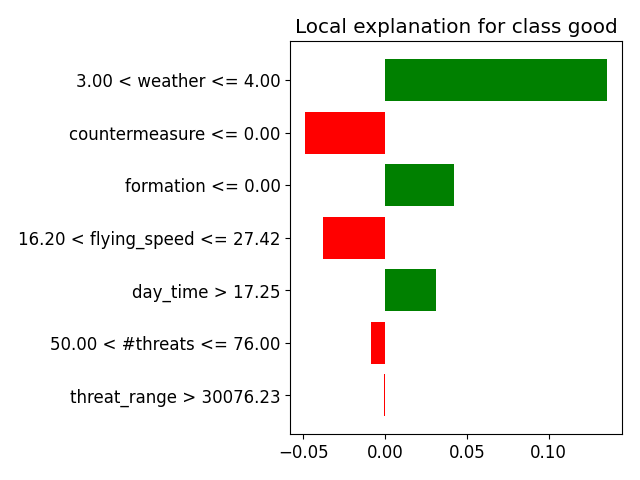 Local explanation for class good
3.00 < weather <= 4.00
countermeasure <= 0.00
formation <= 0.00
16.20 < flying_speed <= 27.42
day_time > 17.25
50.00 < #threats <= 76.00
threat_range > 30076.23
−0.05 0.00 0.05 0.10